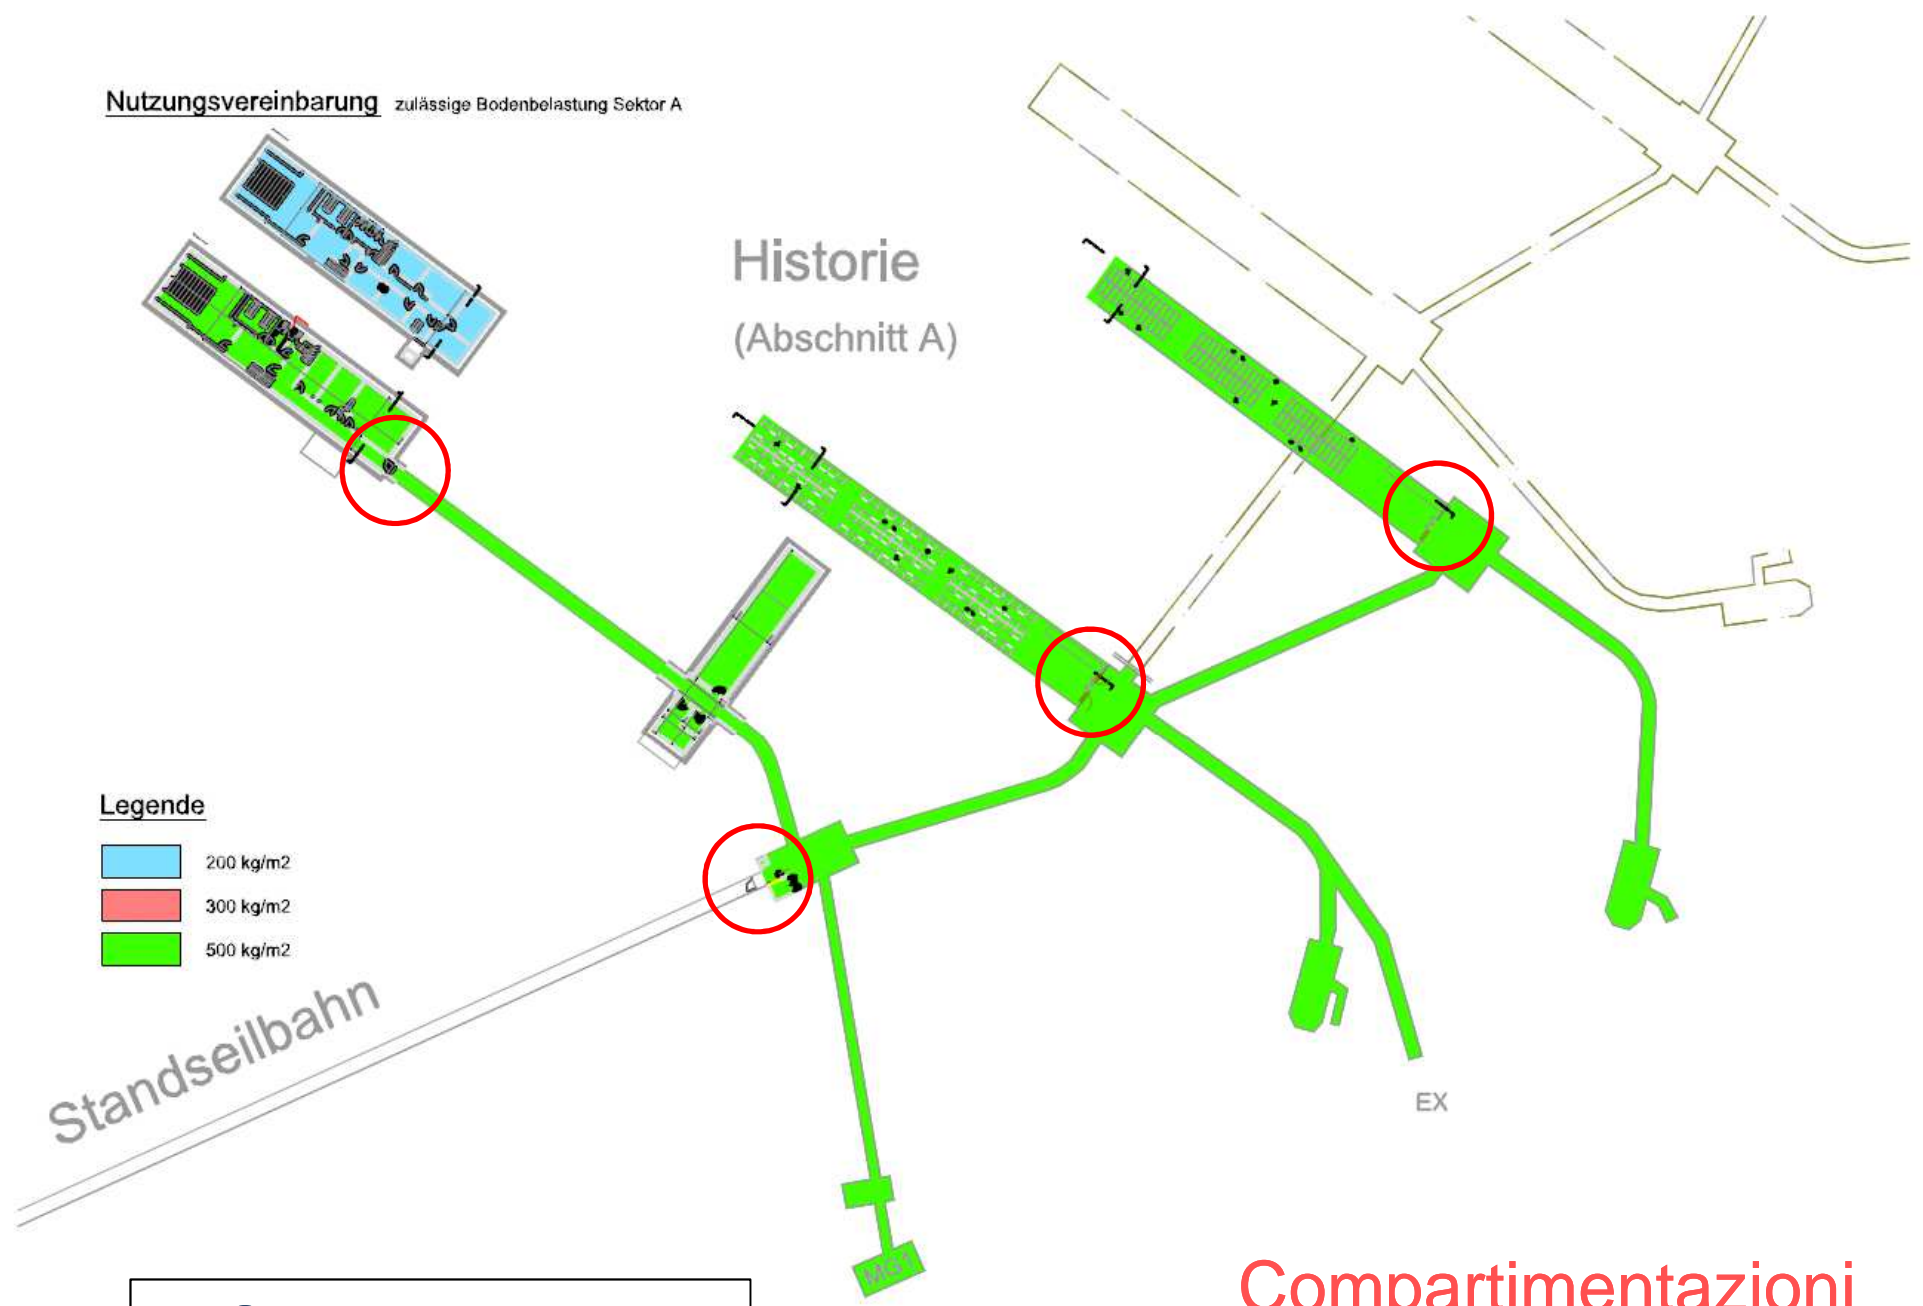 Nutzungsvereinbarung zulässige Bodenbelastung Sektor A
Historie
(Abschnitt A)
Legende
200 kg/m2
300 kg/m2
500 kg/m2
Standseilbahn
EX
MG1
Compartimentazioni